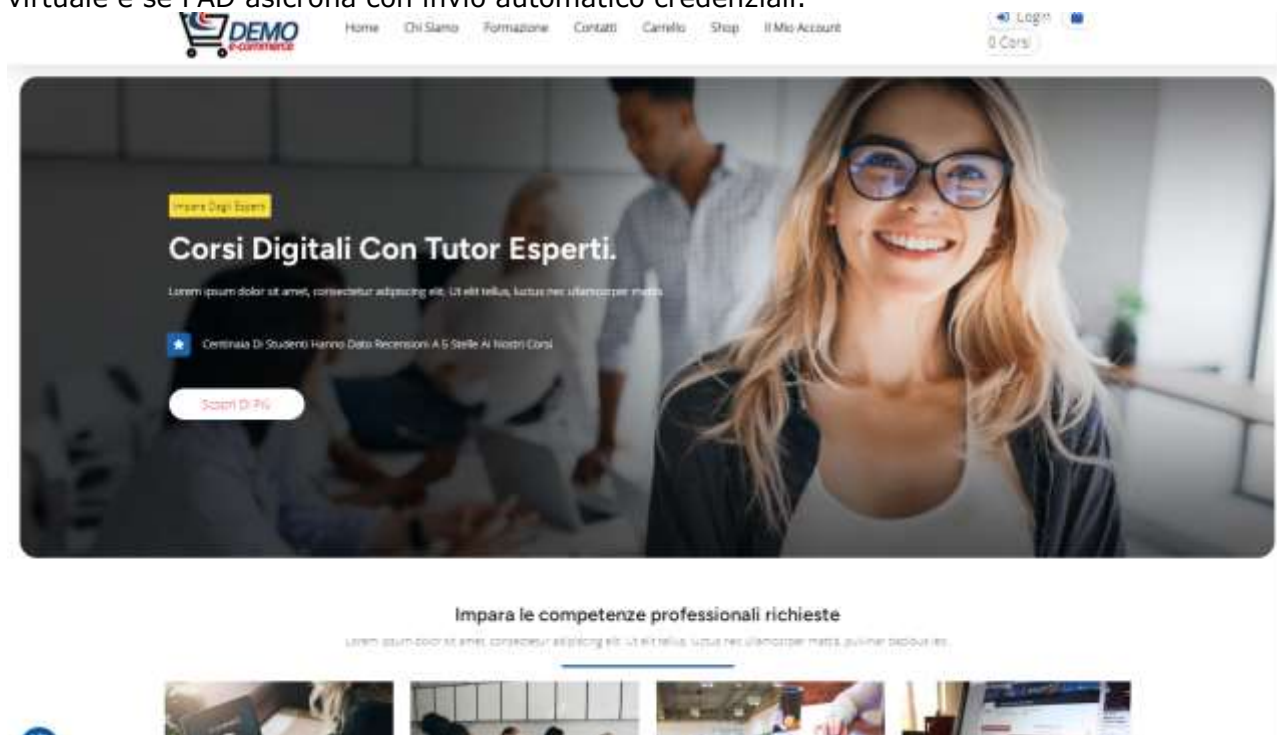 virtuale e se FAD asicrona con invio automatico credenziali.
DEMO
e-commerce
Home Chi Siamo Formazione Contatti Carrello Shop Il Mio Account
Login
0 Corsi
Impara Dagli Esperti
Corsi Digitali Con Tutor Esperti.
Lorem ipsum dolor sit amet, consectetur adipiscing elit. Ut elit tellus, luctus nec ullamcorper mattis
Centinaia Di Studenti Hanno Dato Recensioni A 5 Stelle Ai Nostri Corsi
Scopri Di Più
Impara le competenze professionali richieste
Lorem ipsum dolor sit amet, consectetur adipiscing elit. Ut elit tellus, luctus nec ullamcorper mattis, pulvinar dapibus leo.